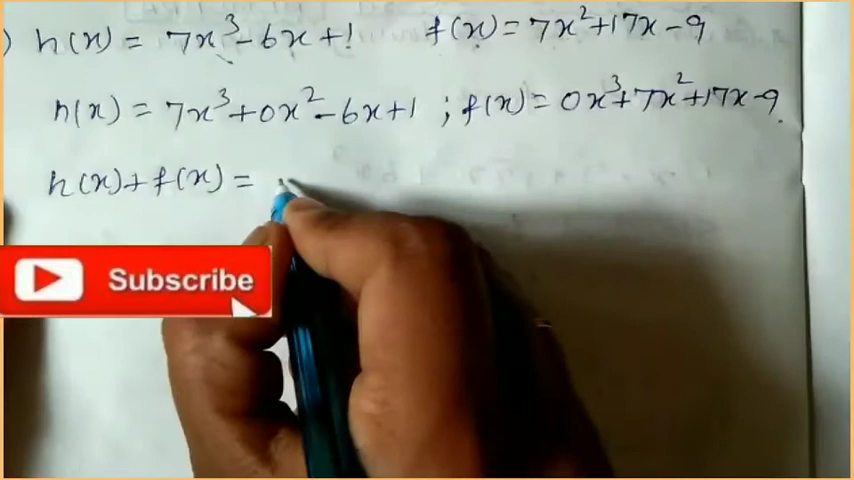 ) h(x) = 7x³ - 6x + 1 f(x) = 7x² + 17x - 9
h(x) = 7x³ + 0x² - 6x + 1 ; f(x) = 0x³ + 7x² + 17x - 9
h(x) + f(x) =
Subscribe